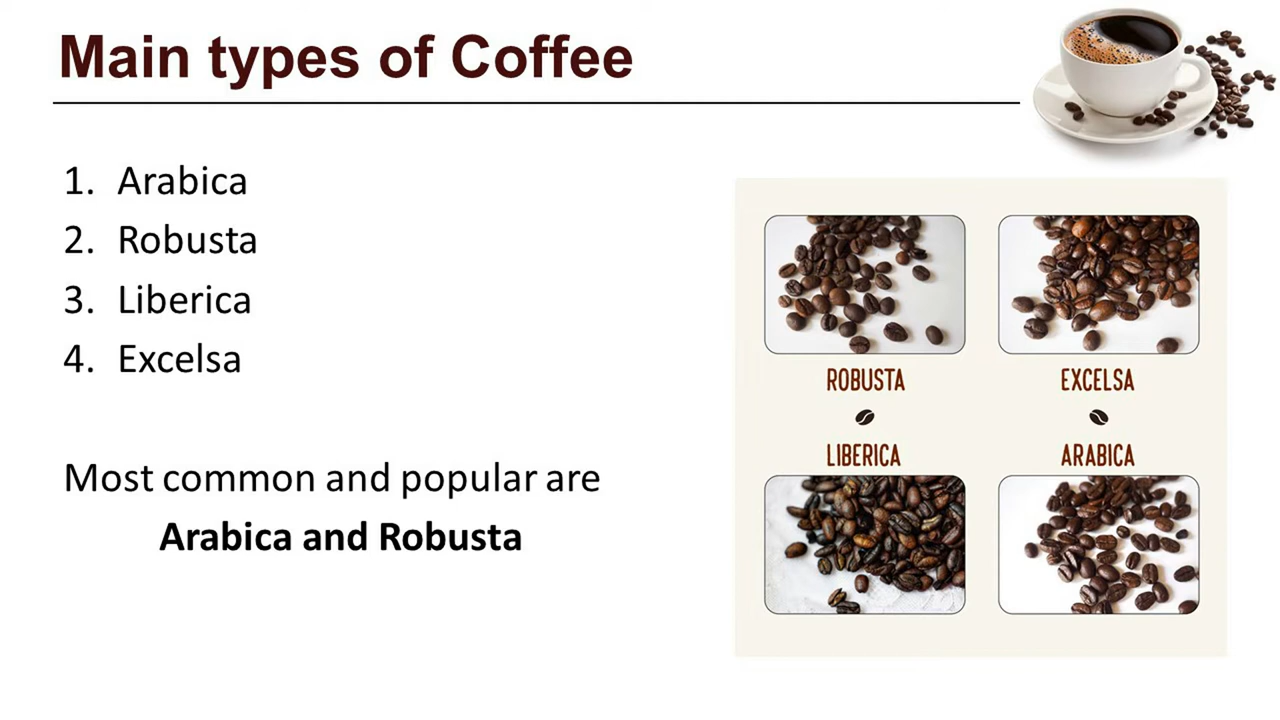 Main types of Coffee
1. Arabica
2. Robusta
3. Liberica
4. Excelsa
Most common and popular are
Arabica and Robusta
ROBUSTA
EXCELSA
LIBERICA
ARABICA